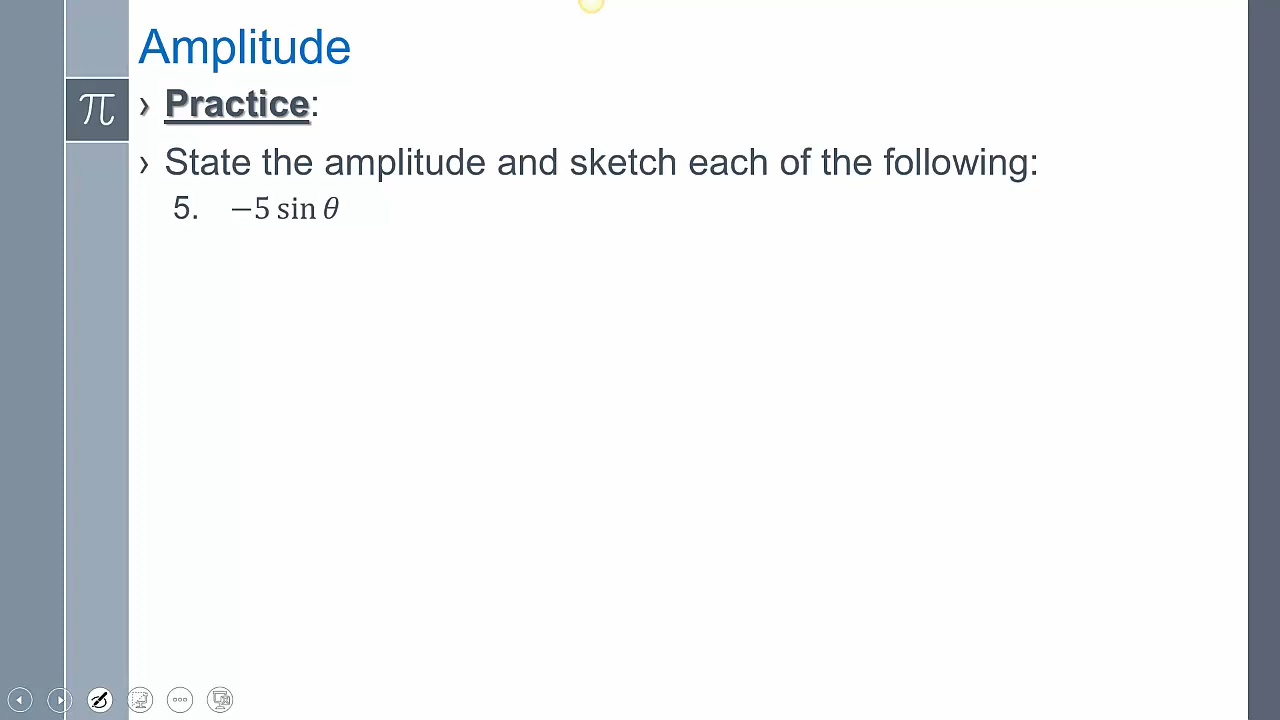 Amplitude
π
› Practice:
› State the amplitude and sketch each of the following:
5. −5 sin θ